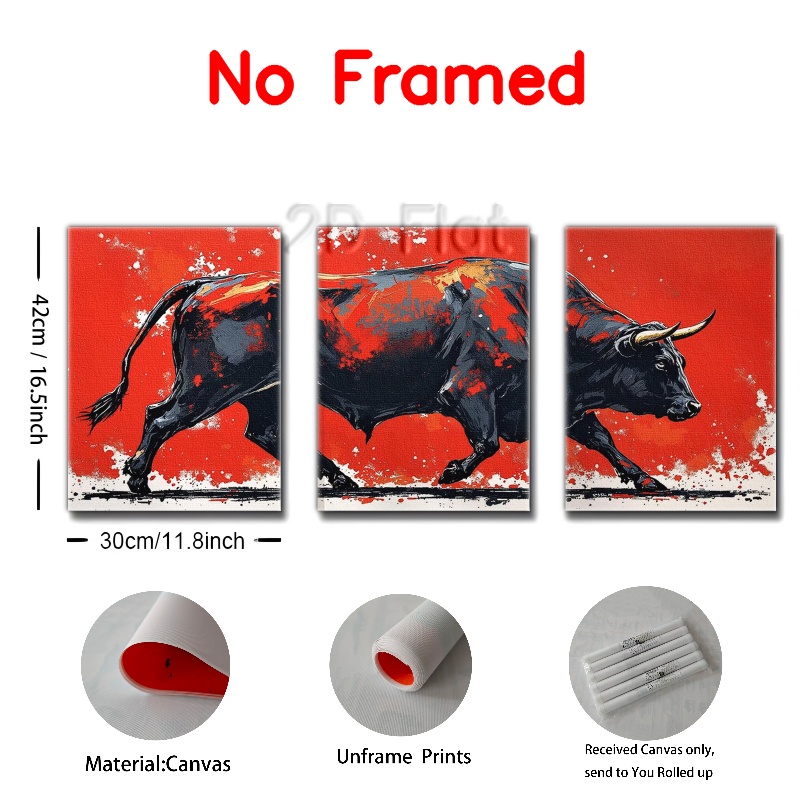 No Framed
2D Flat
42cm / 16.5inch
30cm/11.8inch
Material:Canvas
Unframe Prints
Received Canvas only,
send to You Rolled up